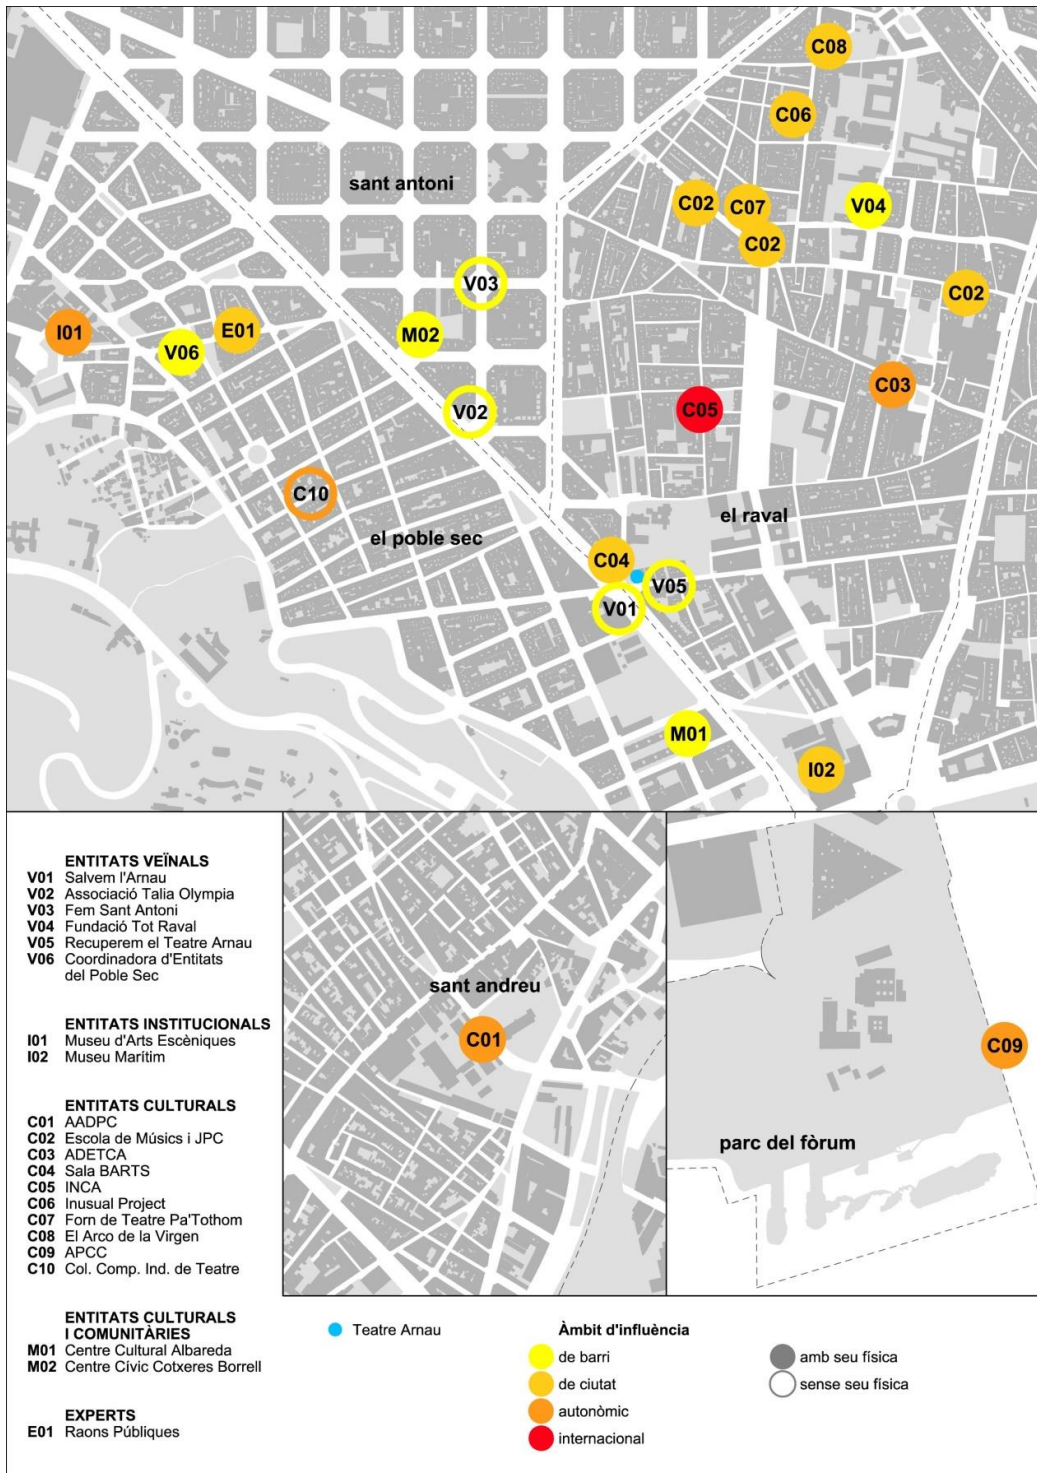 C08
C06
sant antoni
C02
C07
V04
C02
V03
C02
I01
E01
M02
V06
C03
C05
V02
C10
el raval
el poble sec
C04
V05
V01
M01
I02
ENTITATS VEÏNALS
V01 Salvem l'Arnau
V02 Associació Talia Olympia
V03 Fem Sant Antoni
V04 Fundació Tot Raval
V05 Recuperem el Teatre Arnau
V06 Coordinadora d'Entitats
del Poble Sec
ENTITATS INSTITUCIONALS
I01 Museu d'Arts Escèniques
I02 Museu Marítim
ENTITATS CULTURALS
C01 AADPC
C02 Escola de Músics i JPC
C03 ADETCA
C04 Sala BARTS
C05 INCA
C06 Inusual Project
C07 Forn de Teatre Pa'Tothom
C08 El Arco de la Virgen
C09 APCC
C10 Col. Comp. Ind. de Teatre
ENTITATS CULTURALS
I COMUNITÀRIES
M01 Centre Cultural Albareda
M02 Centre Cívic Cotxeres Borrell
EXPERTS
E01 Raons Públiques
sant andreu
C01
C09
parc del fòrum
Teatre Arnau
Àmbit d'influència
de barri
de ciutat
autonòmic
internacional
amb seu física
sense seu física